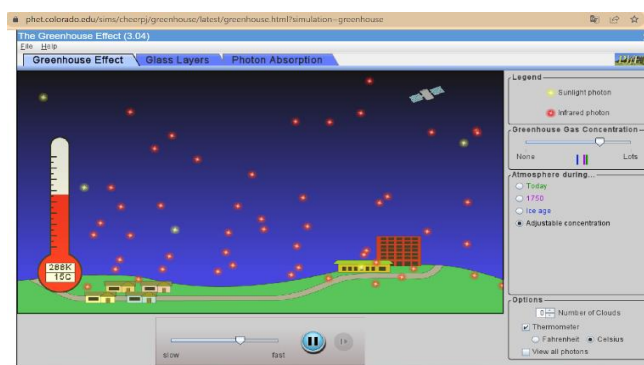 phet.colorado.edu/sims/cheerpj/greenhouse/latest/greenhouse.html?simulation=greenhouse
The Greenhouse Effect (3.04)
File Help
Greenhouse Effect Glass Layers Photon Absorption
Legend
Sunlight photon
Infrared photon
Greenhouse Gas Concentration
None Lots
Atmosphere during...
Today
1750
Ice age
Adjustable concentration
288K
15C
Options
0 Number of Clouds
Thermometer
Fahrenheit Celsius
View all photons
slow fast